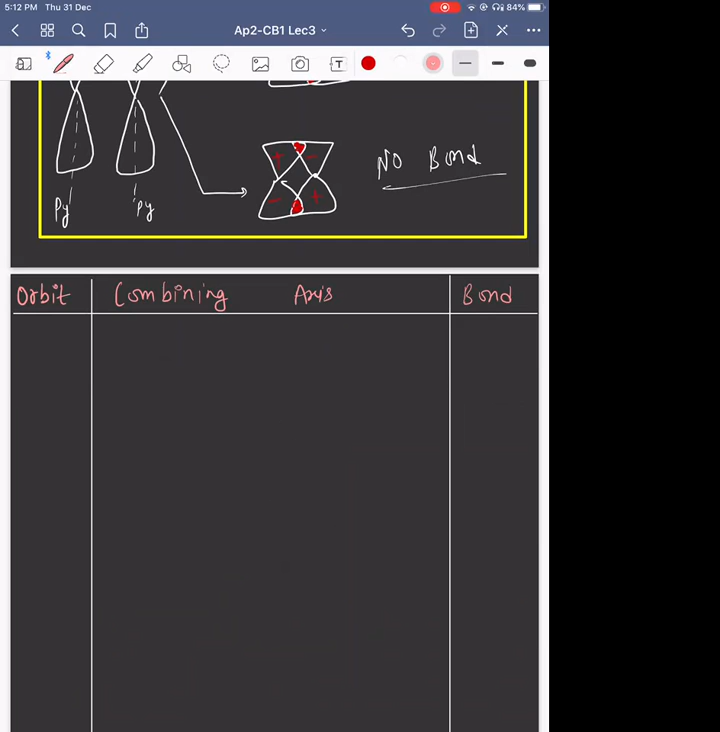 5:12 PM Thu 31 Dec
84%
Ap2-CB1 Lec3
T
+ -
No Bond
- +
Py Py
Orbit Combining Axis Bond